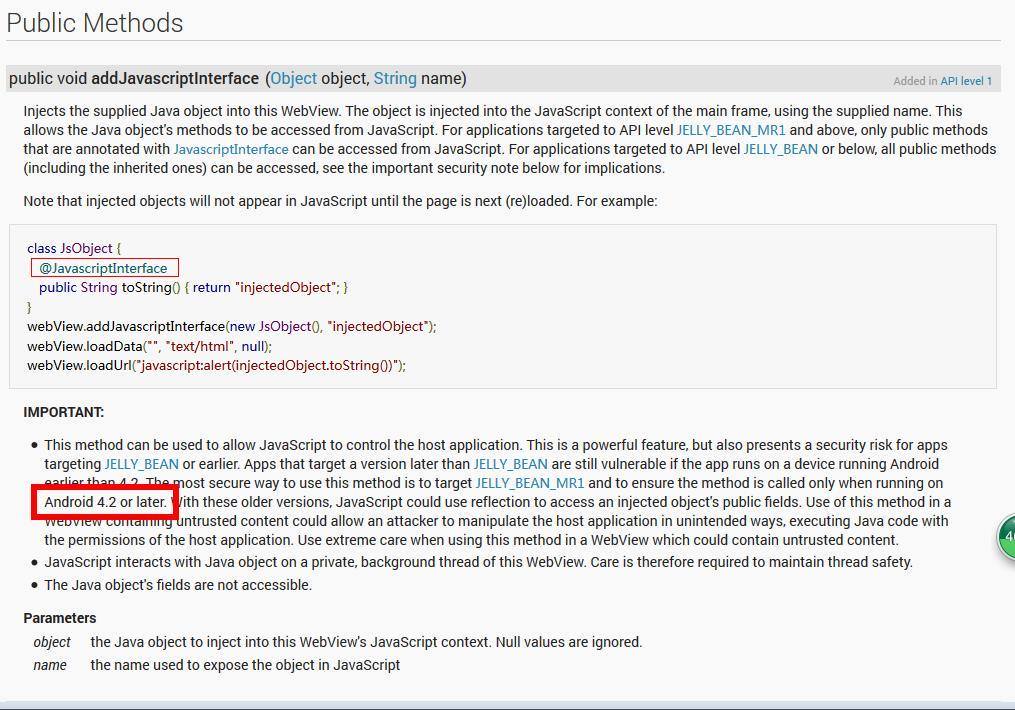 Public Methods
public void addJavascriptInterface (Object object, String name)
Added in API level 1
Injects the supplied Java object into this WebView. The object is injected into the JavaScript context of the main frame, using the supplied name. This
allows the Java object's methods to be accessed from JavaScript. For applications targeted to API level JELLY_BEAN_MR1 and above, only public methods
that are annotated with JavascriptInterface can be accessed from JavaScript. For applications targeted to API level JELLY_BEAN or below, all public methods
(including the inherited ones) can be accessed, see the important security note below for implications.
Note that injected objects will not appear in JavaScript until the page is next (re)loaded. For example:
class JsObject {
@JavascriptInterface
public String toString() { return "injectedObject"; }
}
webView.addJavascriptInterface(new JsObject(), "injectedObject");
webView.loadData("", "text/html", null);
webView.loadUrl("javascript:alert(injectedObject.toString())");
IMPORTANT:
• This method can be used to allow JavaScript to control the host application. This is a powerful feature, but also presents a security risk for apps
targeting JELLY_BEAN or earlier. Apps that target a version later than JELLY_BEAN are still vulnerable if the app runs on a device running Android
earlier than 4.2. The most secure way to use this method is to target JELLY_BEAN_MR1 and to ensure the method is called only when running on
Android 4.2 or later. With these older versions, JavaScript could use reflection to access an injected object's public fields. Use of this method in a
WebView containing untrusted content could allow an attacker to manipulate the host application in unintended ways, executing Java code with
the permissions of the host application. Use extreme care when using this method in a WebView which could contain untrusted content.
• JavaScript interacts with Java object on a private, background thread of this WebView. Care is therefore required to maintain thread safety.
• The Java object's fields are not accessible.
Parameters
object the Java object to inject into this WebView's JavaScript context. Null values are ignored.
name the name used to expose the object in JavaScript